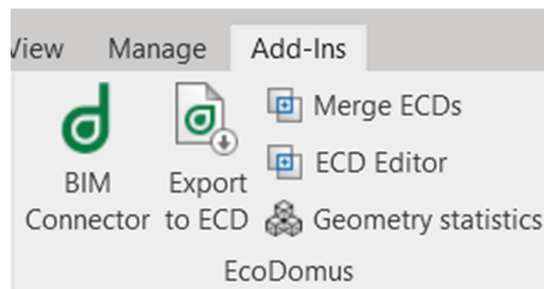 View Manage Add-Ins
Merge ECDs
ECD Editor
BIM Connector
Export to ECD
Geometry statistics
EcoDomus